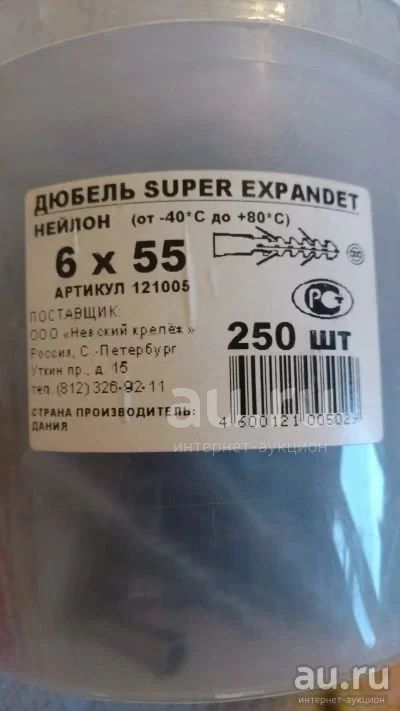 ДЮБЕЛЬ SUPER EXPANDET
НЕЙЛОН (от -40*С до +80*С)
6 х 55
АРТИКУЛ 121005
ПОСТАВЩИК:
ООО «Невский крепёж»
Россия, С.-Петербург
Уткин пр., д. 15
тел. (812) 326-92-11
СТРАНА ПРОИЗВОДИТЕЛЬ:
ДАНИЯ
РСТ
250 ШТ
4 600121 00502
au.ru
интернет-аукцион
au.ru
интернет-аукцион